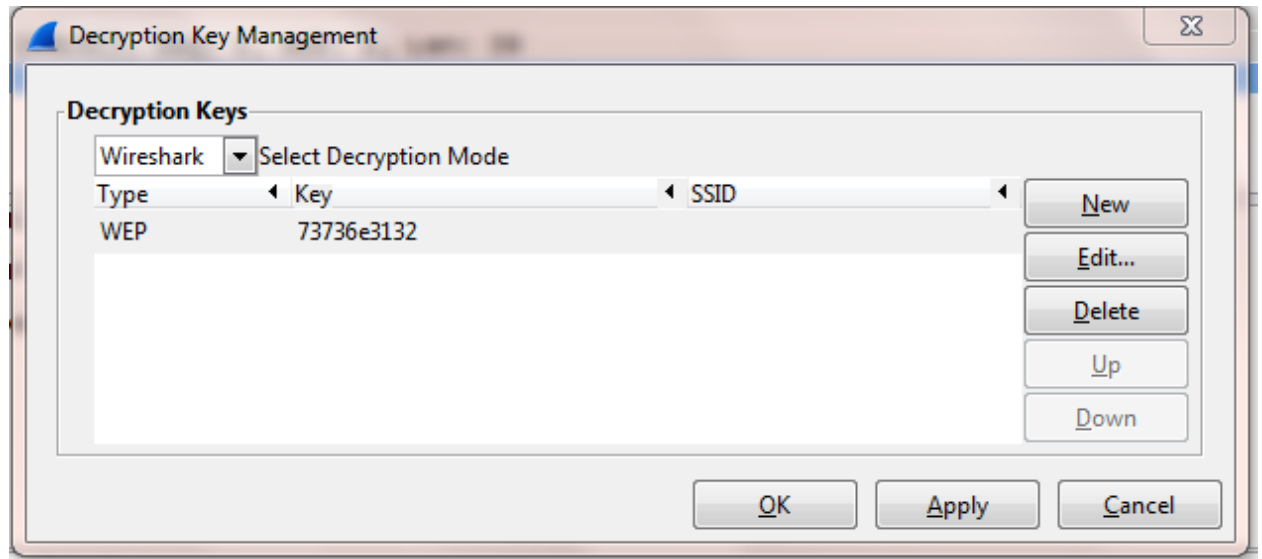 Decryption Key Management
Decryption Keys
Wireshark Select Decryption Mode
Type Key SSID
WEP 73736e3132
New
Edit...
Delete
Up
Down
OK Apply Cancel